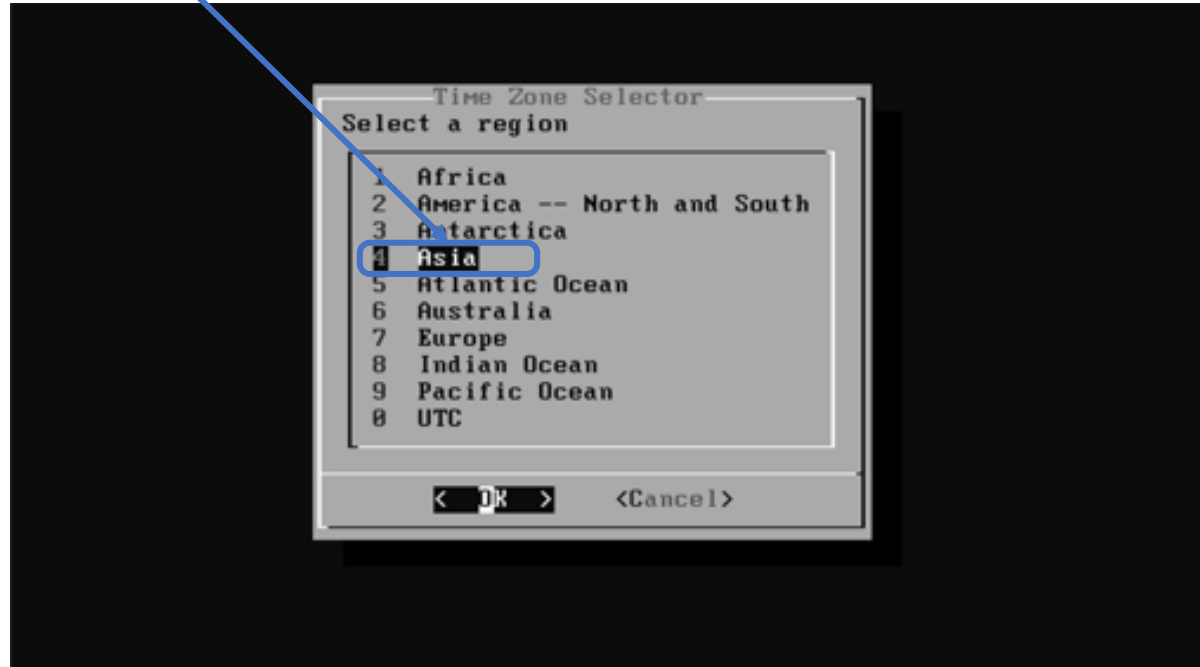 Time Zone Selector
Select a region
1 Africa
2 America -- North and South
3 Antarctica
4 Asia
5 Atlantic Ocean
6 Australia
7 Europe
8 Indian Ocean
9 Pacific Ocean
0 UTC
< OK > <Cancel>